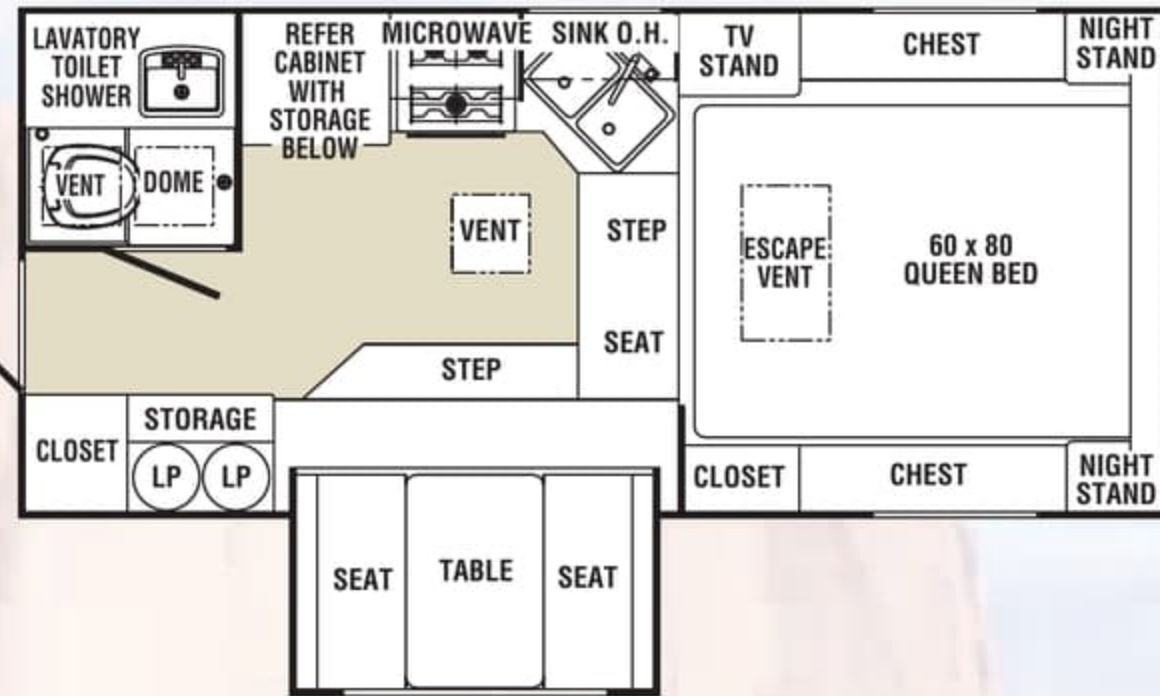 LAVATORY
TOILET
SHOWER
VENT
DOME
REFER
CABINET
WITH
STORAGE
BELOW
MICROWAVE
SINK O.H.
TV
STAND
CHEST
NIGHT
STAND
VENT
STEP
SEAT
STEP
ESCAPE
VENT
60 x 80
QUEEN BED
CLOSET
STORAGE
LP
LP
CLOSET
CHEST
NIGHT
STAND
SEAT
TABLE
SEAT